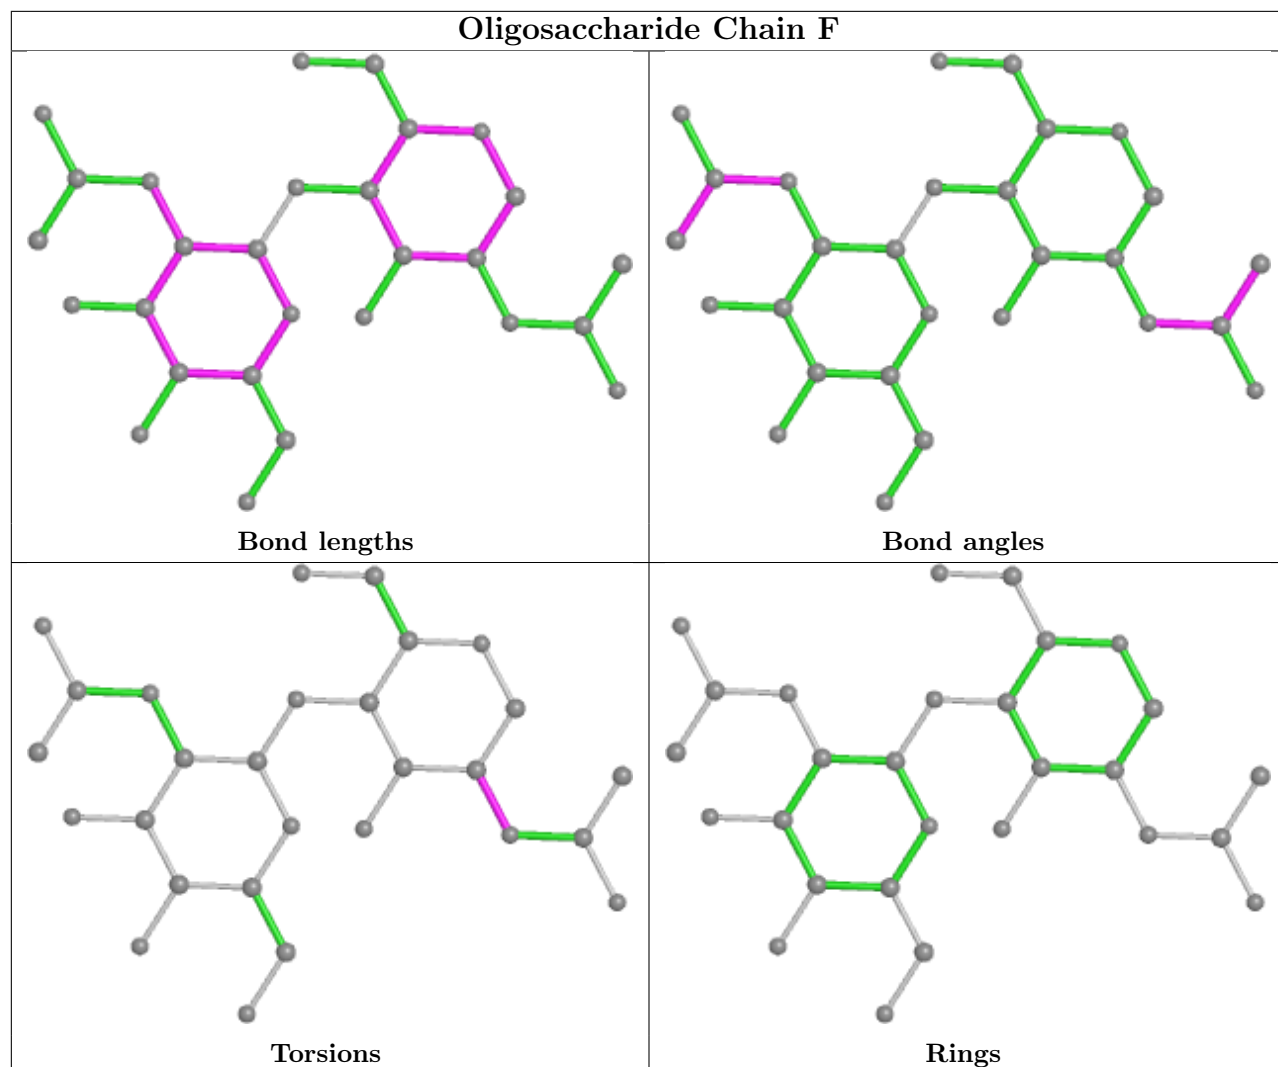 Oligosaccharide Chain F
Bond lengths
Bond angles
Torsions
Rings